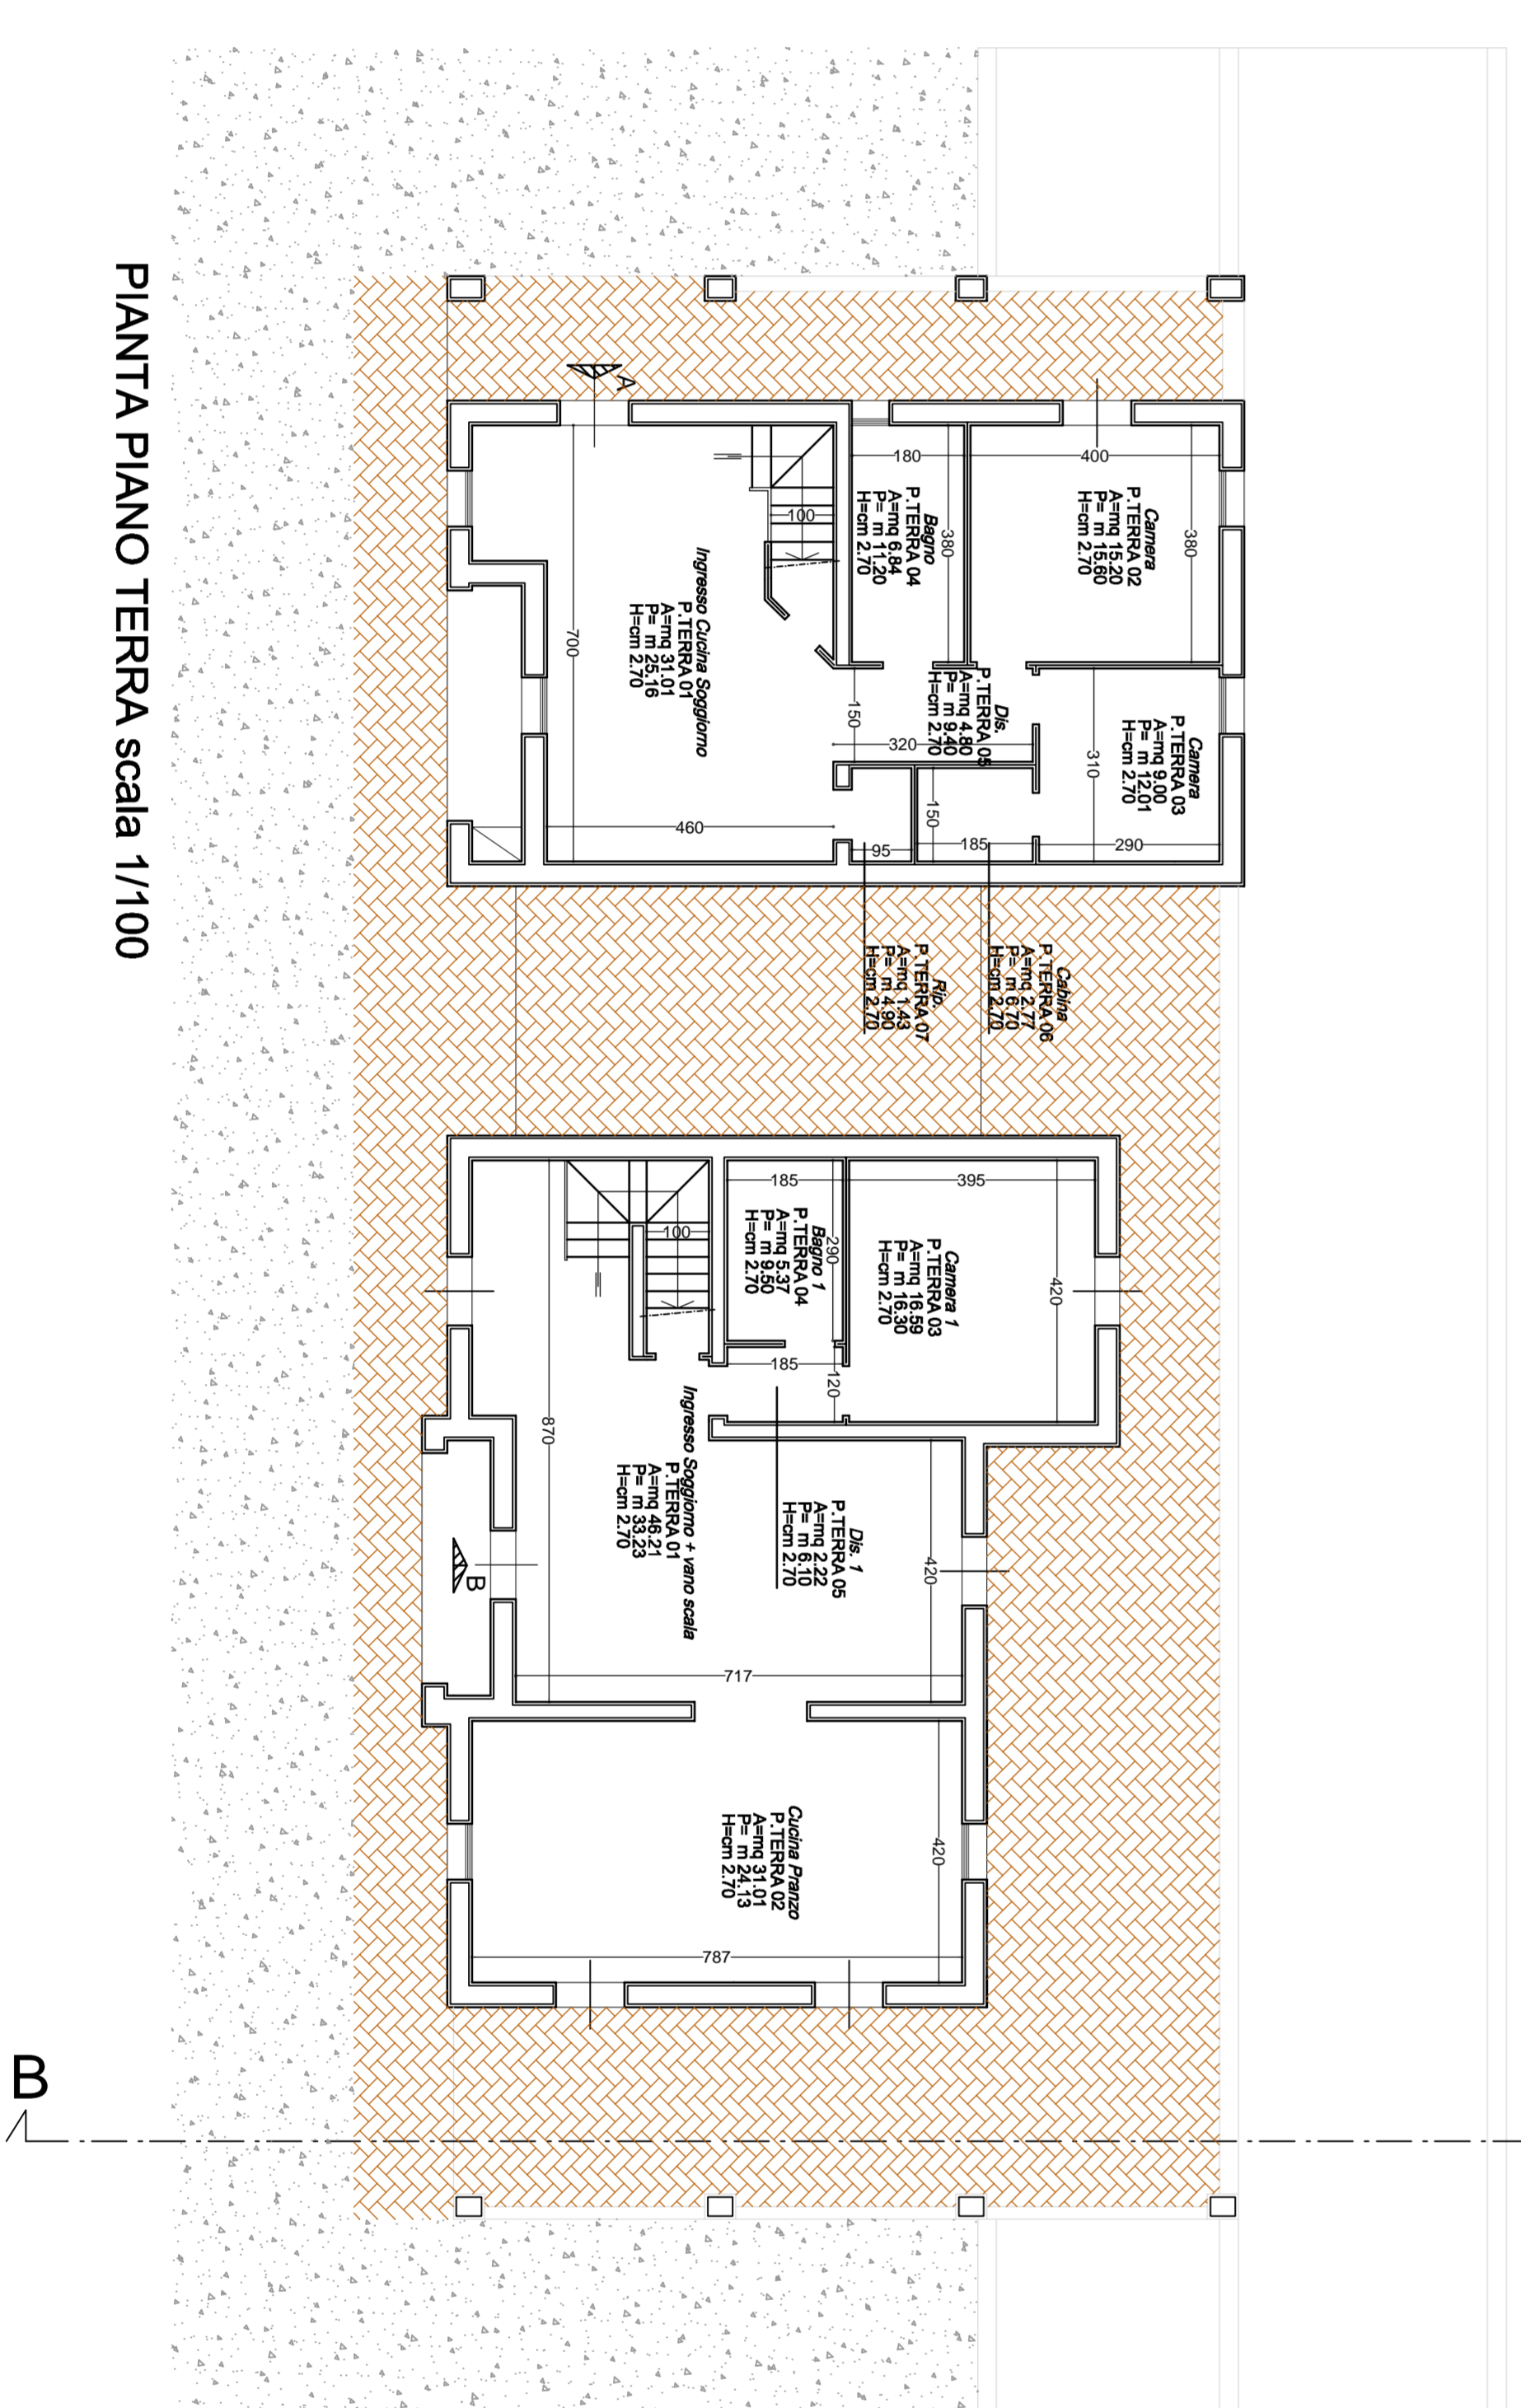 PIANTA PIANO TERRA scala 1/100
A
Camera
P.TERRA 02
A=mq 15.20
P= m 15.60
H=cm 2.70
400
380
Bagno
P.TERRA 04
A=mq 6.84
P= m 11.20
H=cm 2.70
180
380
100
Ingresso Cucina Soggiorno
P.TERRA 01
A=mq 31.01
P= m 25.16
H=cm 2.70
700
460
Camera
P.TERRA 03
A=mq 9.00
P= m 12.01
H=cm 2.70
310
290
Dis.
P.TERRA 05
A=mq 4.80
P= m 9.40
H=cm 2.70
150
320
150
185
95
Cabina
P.TERRA 06
A=mq 2.77
P= m 6.70
H=cm 2.70
Rip.
P.TERRA 07
A=mq 1.43
P= m 4.90
H=cm 2.70
395
420
Camera 1
P.TERRA 03
A=mq 16.59
P= m 16.30
H=cm 2.70
185
290
Bagno 1
P.TERRA 04
A=mq 5.37
P= m 9.50
H=cm 2.70
100
185
120
870
Dis. 1
P.TERRA 05
A=mq 2.22
P= m 6.10
H=cm 2.70
Ingresso Soggiorno + vano scala
P.TERRA 01
A=mq 46.21
P= m 33.23
H=cm 2.70
420
717
B
Cucina Pranzo
P.TERRA 02
A=mq 31.01
P= m 24.13
H=cm 2.70
420
787
B